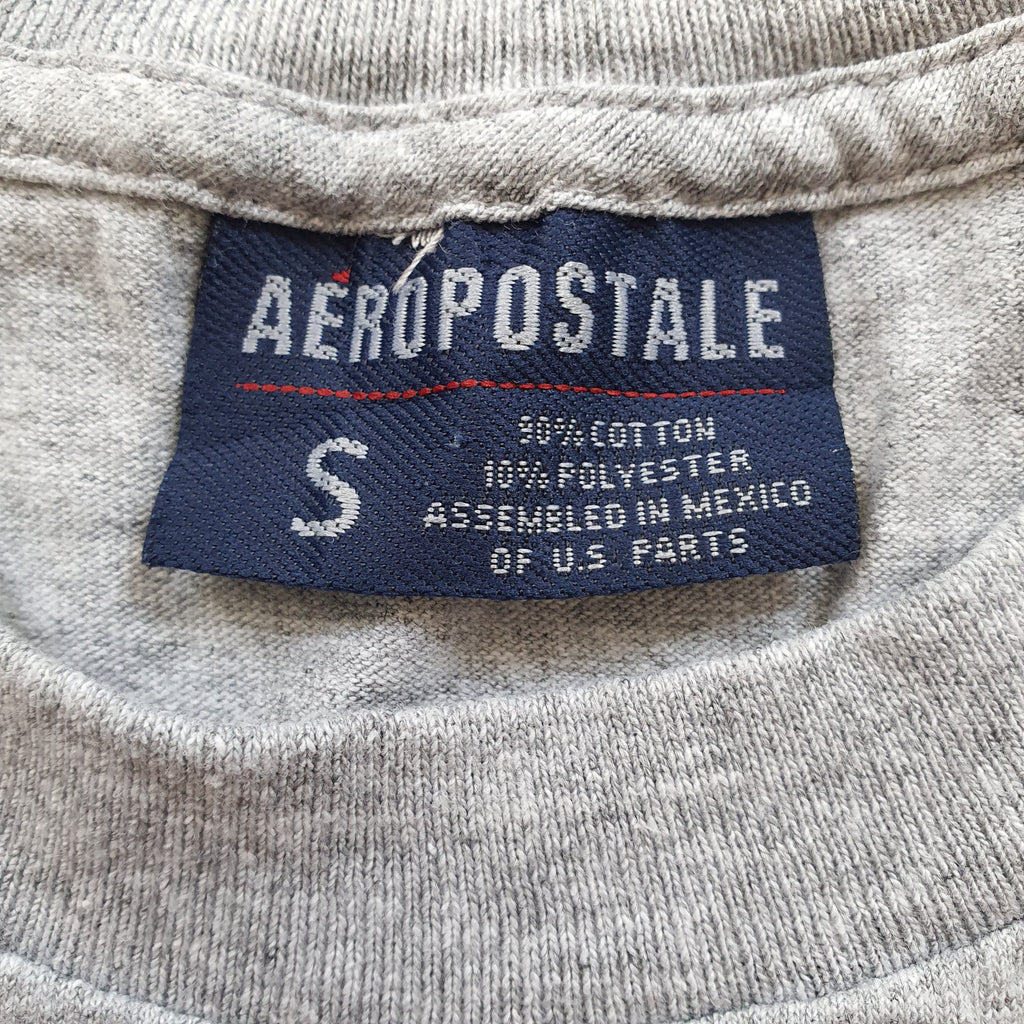 AÉROPOSTALE
S
90% COTTON
10% POLYESTER
ASSEMBLED IN MEXICO
OF U.S. PARTS